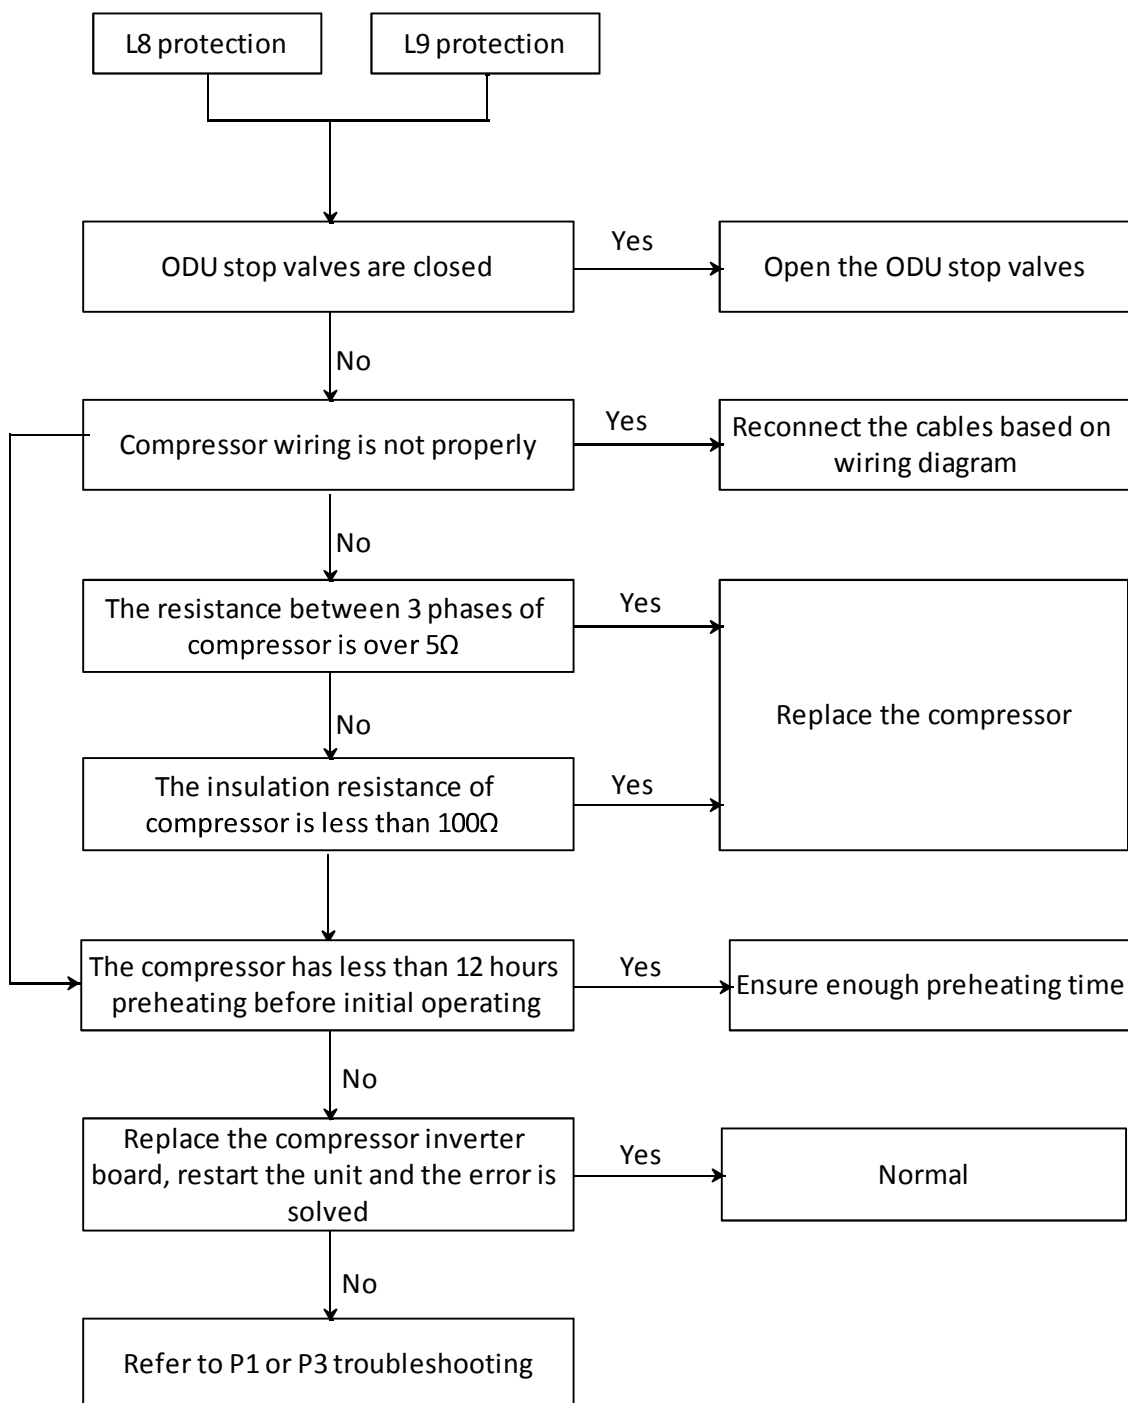 L8 protection
L9 protection
ODU stop valves are closed
Yes
Open the ODU stop valves
No
Compressor wiring is not properly
Yes
Reconnect the cables based on
wiring diagram
No
The resistance between 3 phases of
compressor is over 5Ω
Yes
Replace the compressor
No
The insulation resistance of
compressor is less than 100Ω
Yes
The compressor has less than 12 hours
preheating before initial operating
Yes
Ensure enough preheating time
No
Replace the compressor inverter
board, restart the unit and the error is
solved
Yes
Normal
No
Refer to P1 or P3 troubleshooting